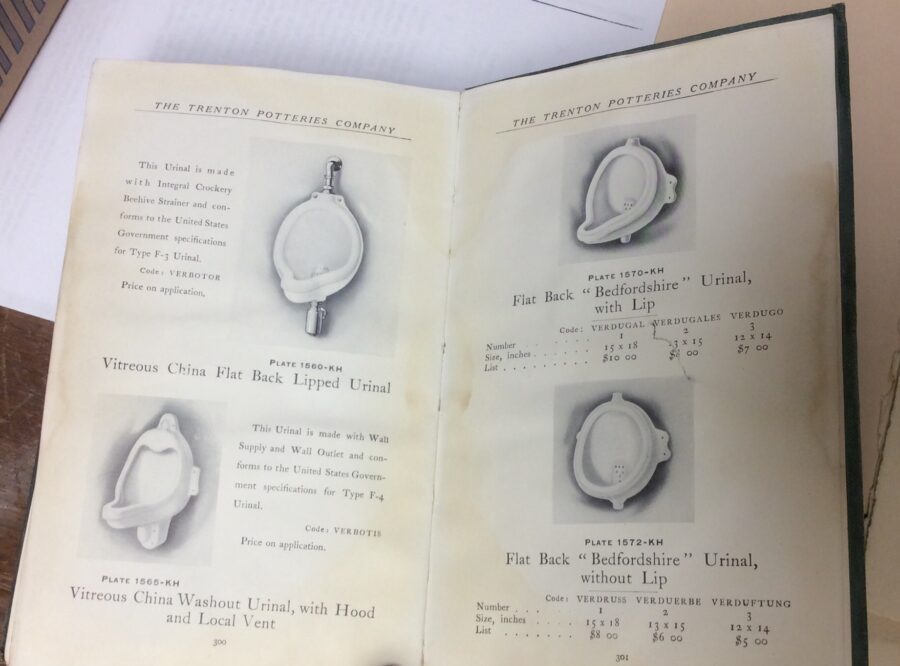 THE TRENTON POTTERIES COMPANY
This Urinal is made
with Integral Crockery
Beehive Strainer and con-
forms to the United States
Government specifications
for Type F-3 Urinal.
Code: VERBOTOR
Price on application.
PLATE 1560-KH
Vitreous China Flat Back Lipped Urinal
This Urinal is made with Wall
Supply and Wall Outlet and con-
forms to the United States Govern-
ment specifications for Type F-4
Urinal.
Code: VERBOTIS
Price on application.
PLATE 1565-KH
Vitreous China Washout Urinal, with Hood
and Local Vent
300
THE TRENTON POTTERIES COMPANY
PLATE 1570-KH
Flat Back "Bedfordshire" Urinal,
with Lip
Code: VERDUGAL VERDUGALES VERDUGO
Number . . . . 1 2 3
Size, inches . . . . . . 15 x 18 13 x 15 12 x 14
List . . . . . . . . . $10 00 $8 00 $7 00
PLATE 1572-KH
Flat Back "Bedfordshire" Urinal,
without Lip
Code: VERDRUSS VERDUERBE VERDUFTUNG
Number . . . 1 2 3
Size, inches . . . . . 15 x 18 13 x 15 12 x 14
List . . . . . . . $8 00 $6 00 $5 00
301